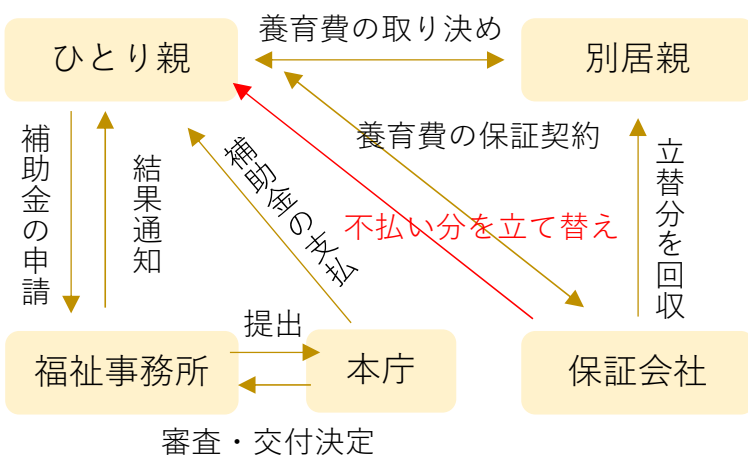 養育費の取り決め
ひとり親
別居親
補助金の申請
結果通知
補助金の支払
養育費の保証契約
不払い分を立て替え
立替分を回収
提出
福祉事務所
本庁
保証会社
審査・交付決定